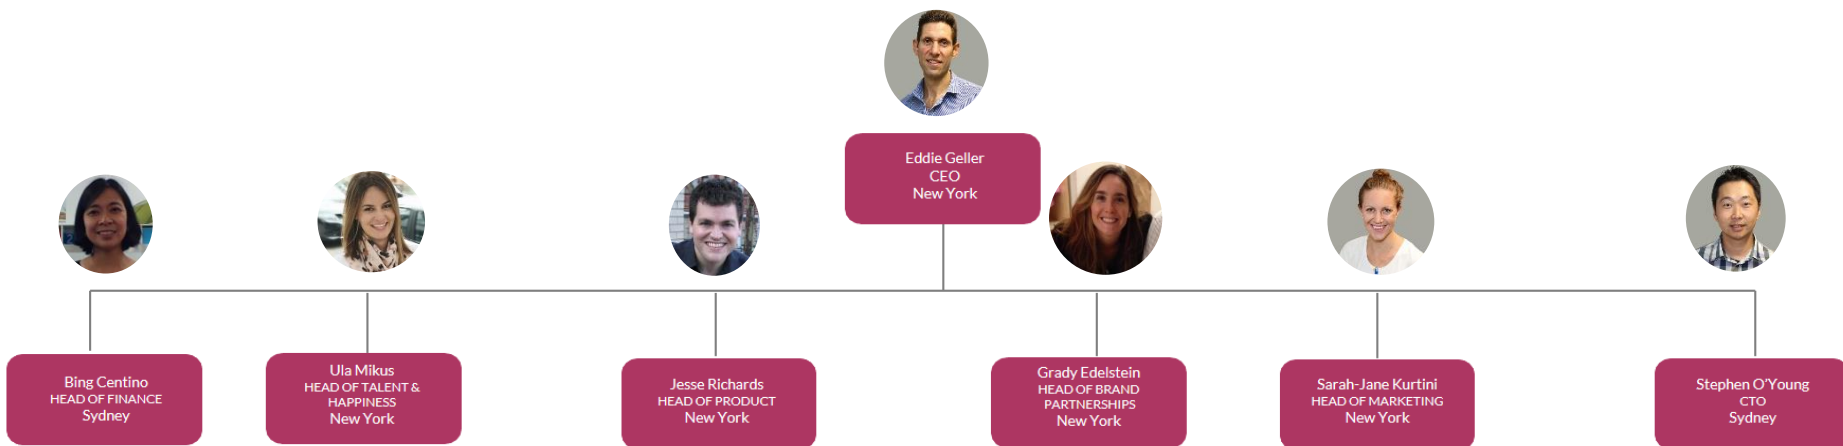 Eddie Geller
CEO
New York
Bing Centino
HEAD OF FINANCE
Sydney
Ula Mikus
HEAD OF TALENT &
HAPPINESS
New York
Jesse Richards
HEAD OF PRODUCT
New York
Grady Edelstein
HEAD OF BRAND
PARTNERSHIPS
New York
Sarah-Jane Kurtini
HEAD OF MARKETING
New York
Stephen O’Young
CTO
Sydney